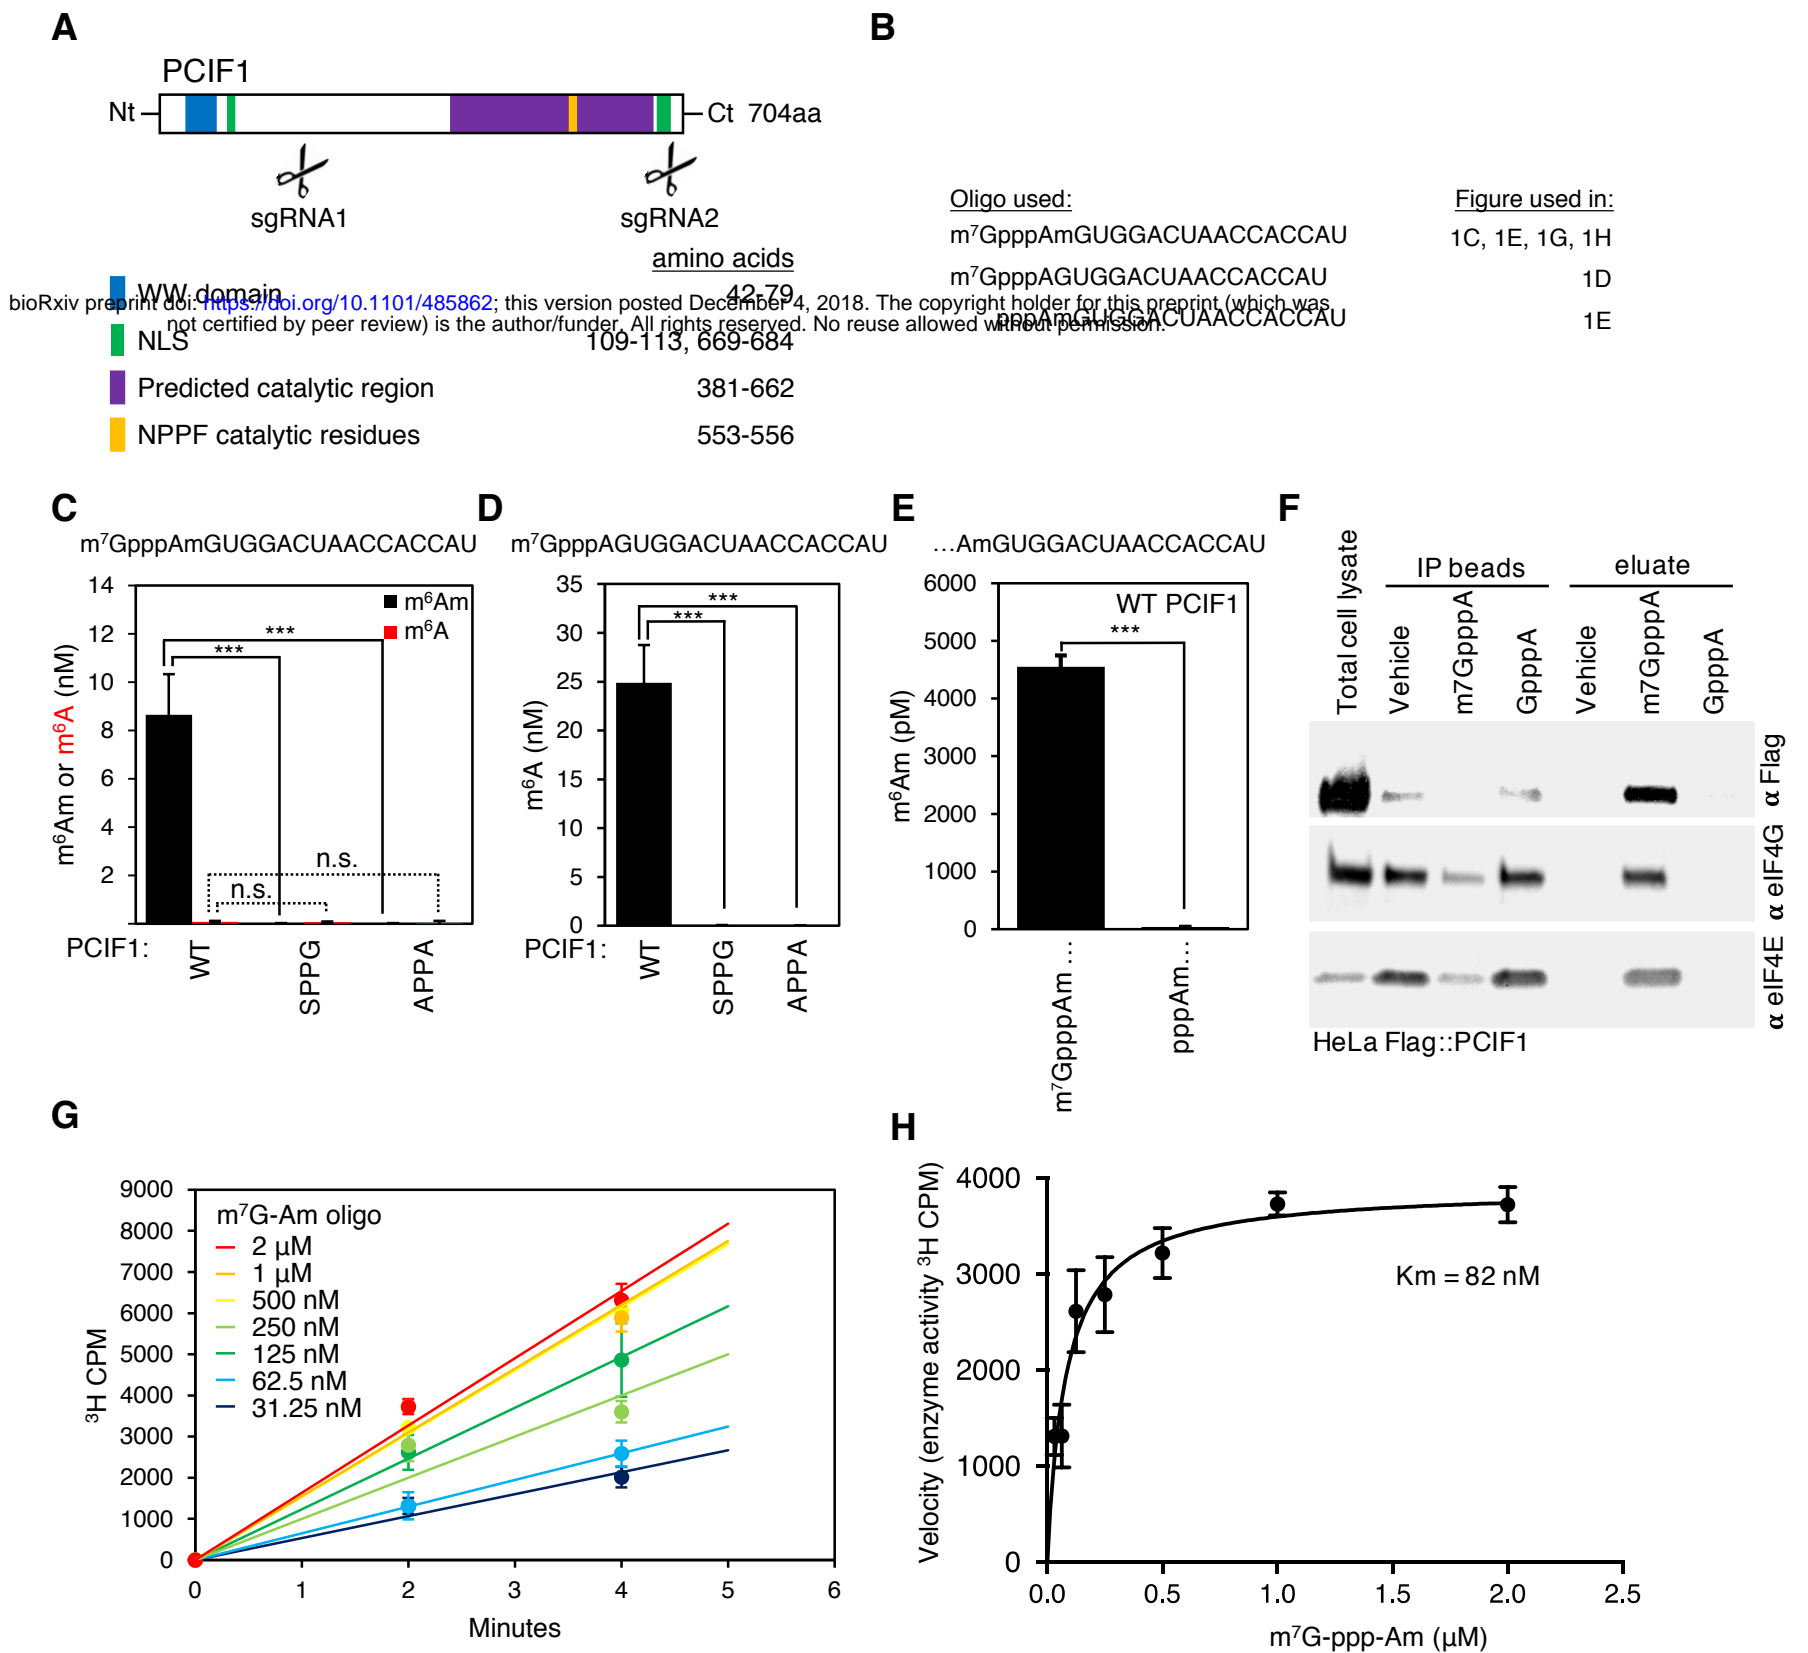 A
PCIF1
Nt
Ct 704aa
sgRNA1
sgRNA2
amino acids
WW domain 42-79
NLS 109-113, 669-684
Predicted catalytic region 381-662
NPPF catalytic residues 553-556
bioRxiv preprint doi: https://doi.org/10.1101/485862; this version posted December 4, 2018. The copyright holder for this preprint (which was
not certified by peer review) is the author/funder. All rights reserved. No reuse allowed without permission.
B
Oligo used: Figure used in:
m⁷GpppAmGUGGACUAACCACCAU 1C, 1E, 1G, 1H
m⁷GpppAGUGGACUAACCACCAU 1D
pppAmGUGGACUAACCACCAU 1E
C
m⁷GpppAmGUGGACUAACCACCAU
m⁶Am or m⁶A (nM)
14
12
10
8
6
4
2
m⁶Am
m⁶A
***
***
n.s.
n.s.
PCIF1:
WT
SPPG
APPA
D
m⁷GpppAGUGGACUAACCACCAU
m⁶A (nM)
35
30
25
20
15
10
5
0
***
***
PCIF1:
WT
SPPG
APPA
E
...AmGUGGACUAACCACCAU
m⁶Am (pM)
6000
5000
4000
3000
2000
1000
0
WT PCIF1
***
m⁷GpppAm...
pppAm...
F
Total cell lysate
IP beads
eluate
Vehicle
m7GpppA
GpppA
Vehicle
m7GpppA
GpppA
α Flag
α eIF4G
α eIF4E
HeLa Flag::PCIF1
G
³H CPM
9000
8000
7000
6000
5000
4000
3000
2000
1000
0
m⁷G-Am oligo
2 µM
1 µM
500 nM
250 nM
125 nM
62.5 nM
31.25 nM
0 1 2 3 4 5 6
Minutes
H
Velocity (enzyme activity ³H CPM)
4000
3000
2000
1000
0
Km = 82 nM
0.0 0.5 1.0 1.5 2.0 2.5
m⁷G-ppp-Am (µM)